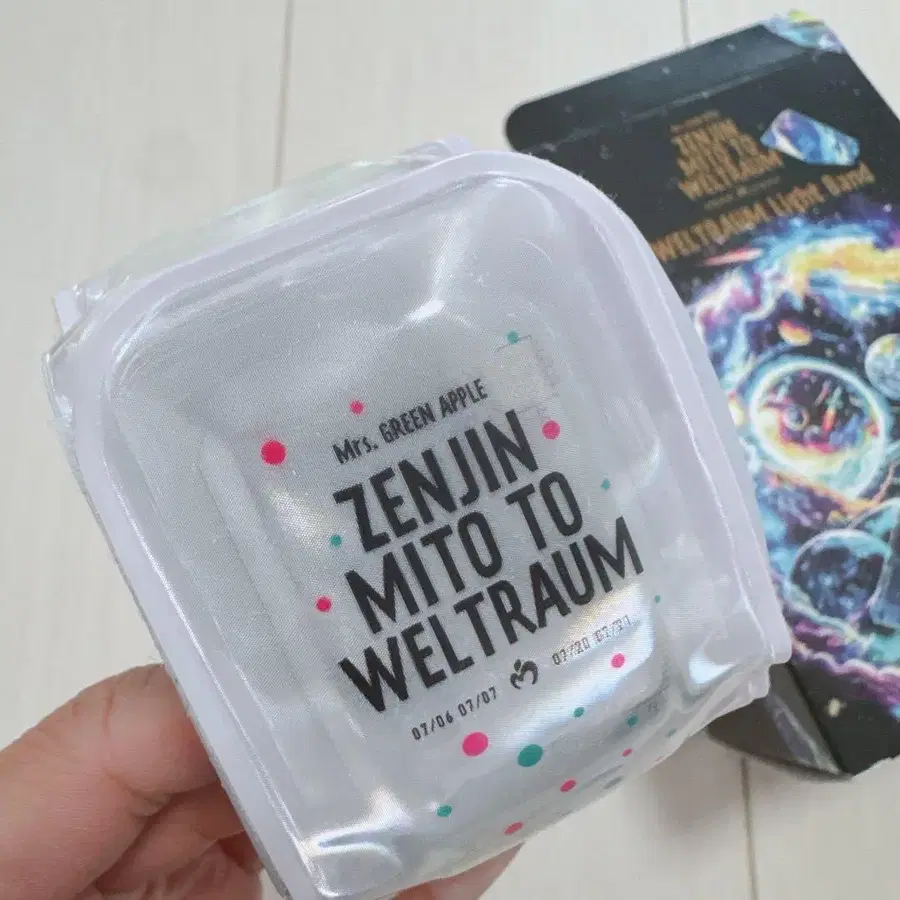 Mrs. GREEN APPLE
ZENJIN
MITO TO
WELTRAUM
07/06 07/07
07/20 07/21
ZENJIN
MITO TO
WELTRAUM
WELTRAUM Light Band